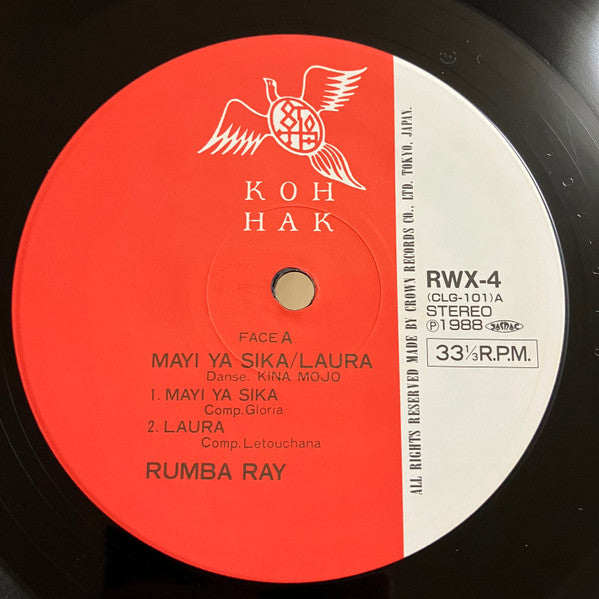 KOH
HAK
FACE A
MAYI YA SIKA/LAURA
Danse. KINA MOJO
1. MAYI YA SIKA
Comp. Gloria
2. LAURA
Comp. Letouchana
RUMBA RAY
ALL RIGHTS RESERVED MADE BY CROWN RECORDS CO., LTD. TOKYO, JAPAN.
RWX-4
(CLG-101)A
STEREO
Ⓟ1988 JASRAC
33⅓R.P.M.